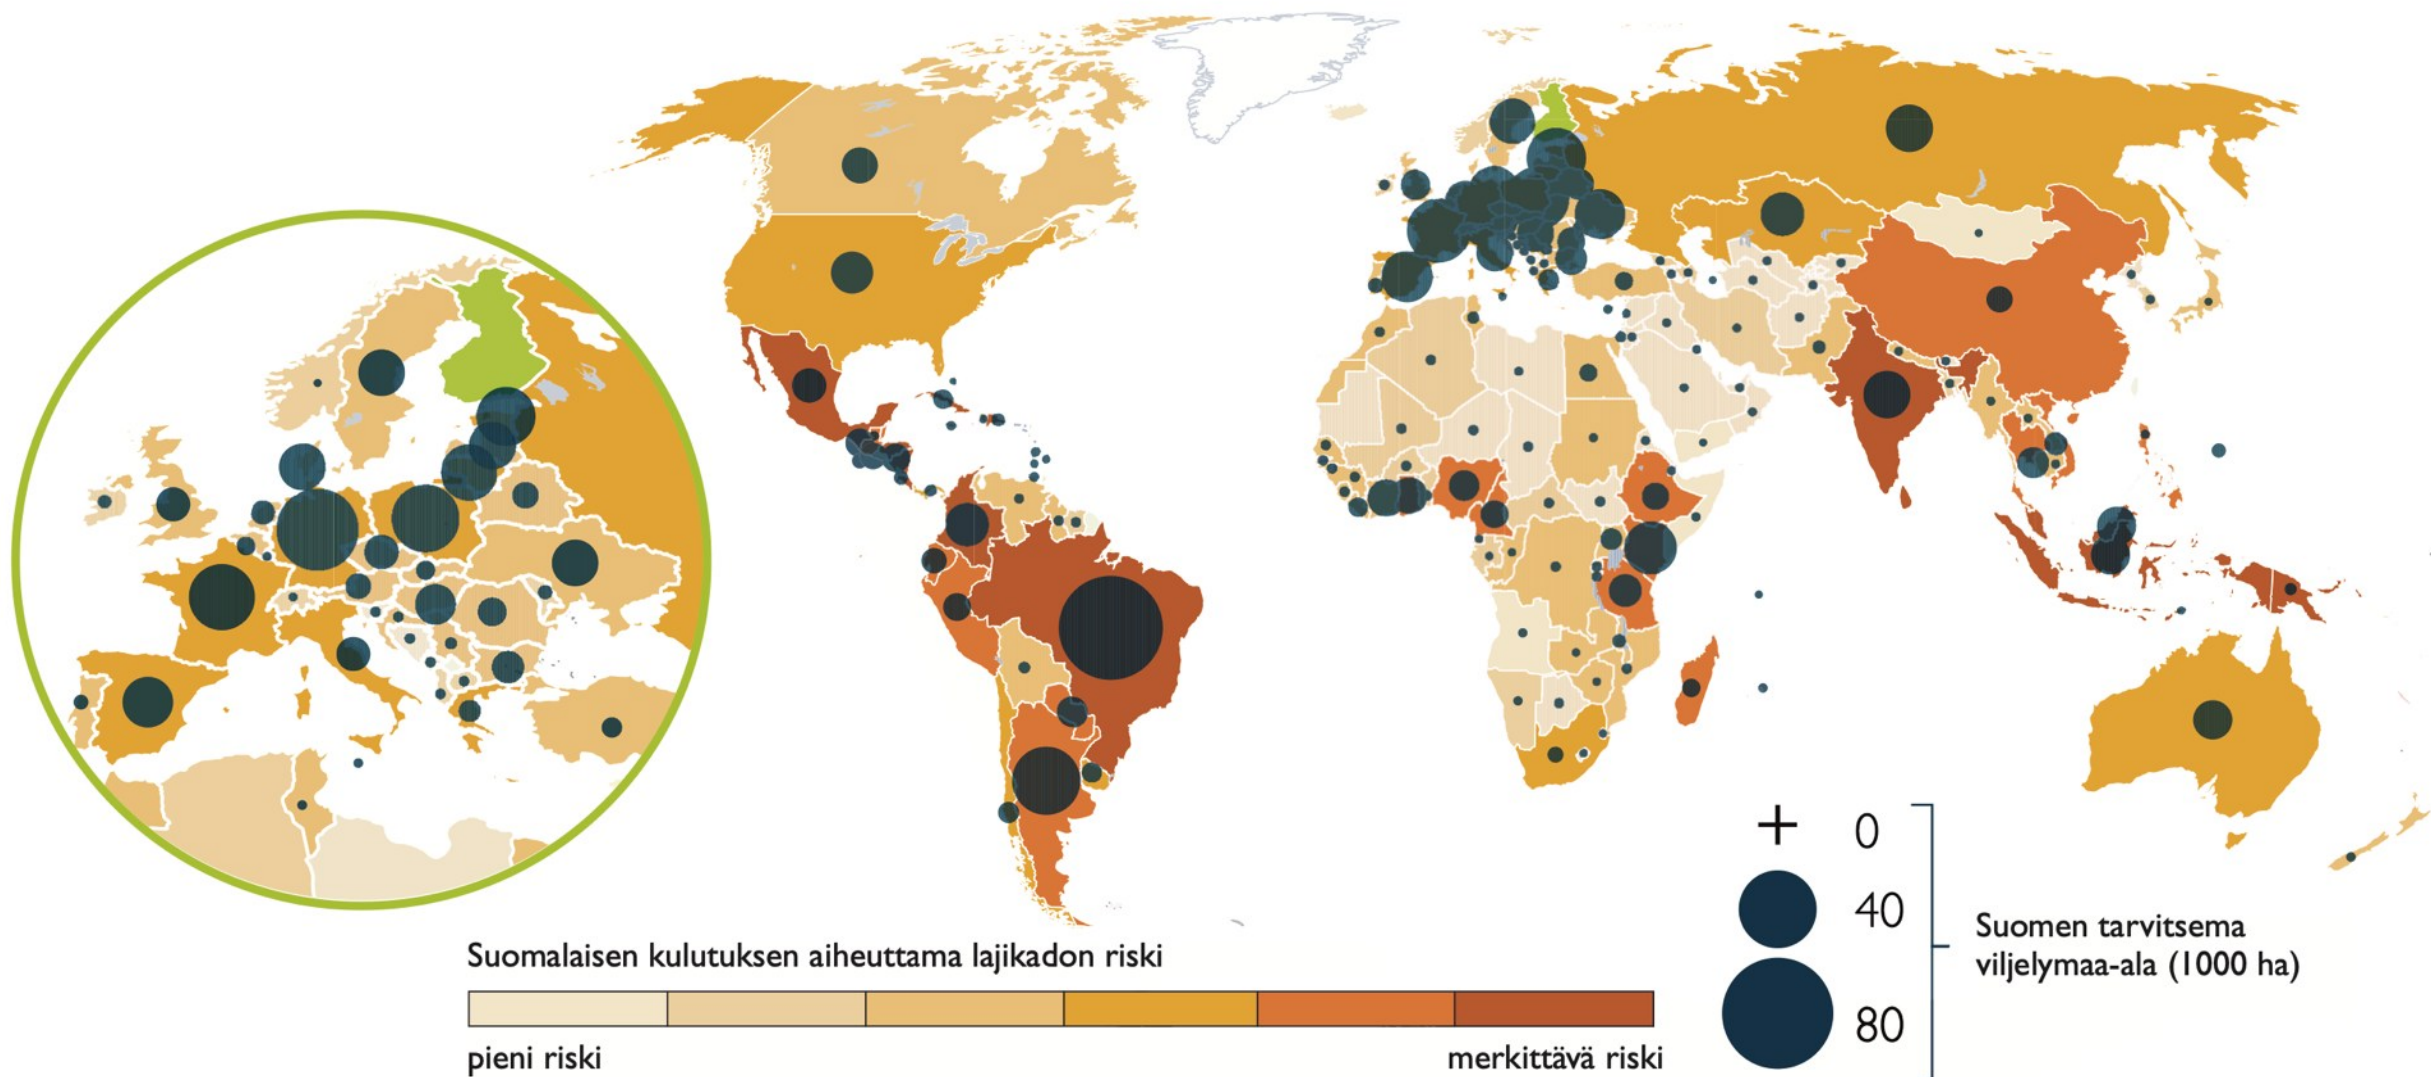 Suomalaisen kulutuksen aiheuttama lajikadon riski
pieni riski
merkittävä riski
0
40
80
Suomen tarvitsema
viljelymaa-ala (1000 ha)